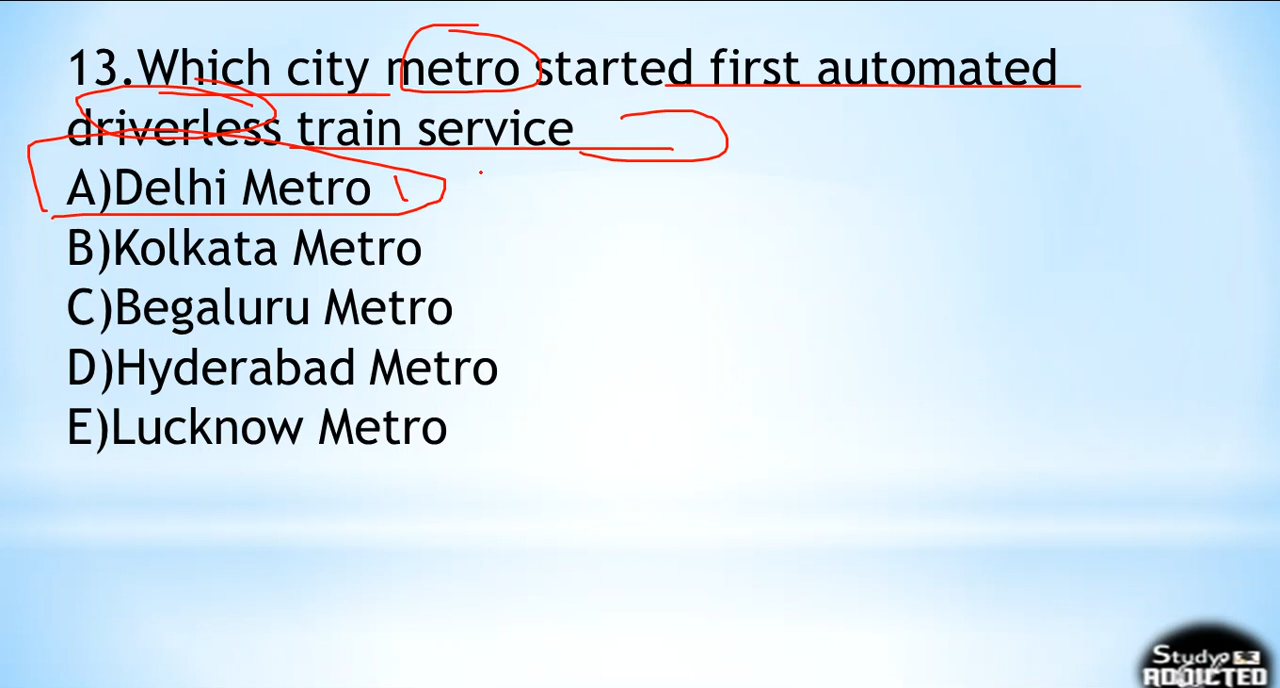 13.Which city metro started first automated
driverless train service
A)Delhi Metro
B)Kolkata Metro
C)Begaluru Metro
D)Hyderabad Metro
E)Lucknow Metro
Study
ADDICTED